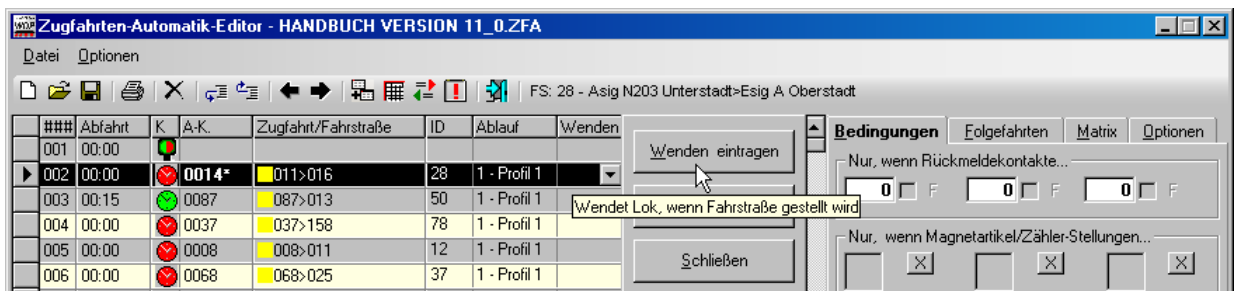 Zugfahrten-Automatik-Editor - HANDBUCH VERSION 11_0.ZFA
Datei Optionen
FS: 28 - Asig N203 Unterstadt>Esig A Oberstadt
### Abfahrt K A-K. Zugfahrt/Fahrstraße ID Ablauf Wenden
001 00:00
002 00:00 0014* 011>016 28 1 - Profil 1
003 00:15 0087 087>013 50 1 - Profil 1
004 00:00 0037 037>158 78 1 - Profil 1
005 00:00 0008 008>011 12 1 - Profil 1
006 00:00 0068 068>025 37 1 - Profil 1
Wenden eintragen
Wendet Lok, wenn Fahrstraße gestellt wird
Schließen
Bedingungen Folgefahrten Matrix Optionen
Nur, wenn Rückmeldekontakte...
0 F 0 F 0 F
Nur, wenn Magnetartikel/Zähler-Stellungen...
X X X